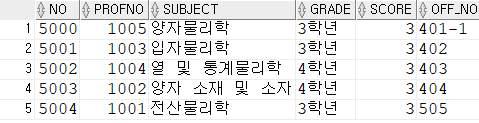 NO PROFNO SUBJECT GRADE SCORE OFF_NO
1 5000 1005 양자물리학 3학년 3 401-1
2 5001 1003 입자물리학 3학년 3 402
3 5002 1004 열 및 통계물리학 4학년 3 403
4 5003 1002 양자 소재 및 소자 4학년 3 404
5 5004 1001 전산물리학 3학년 3 505